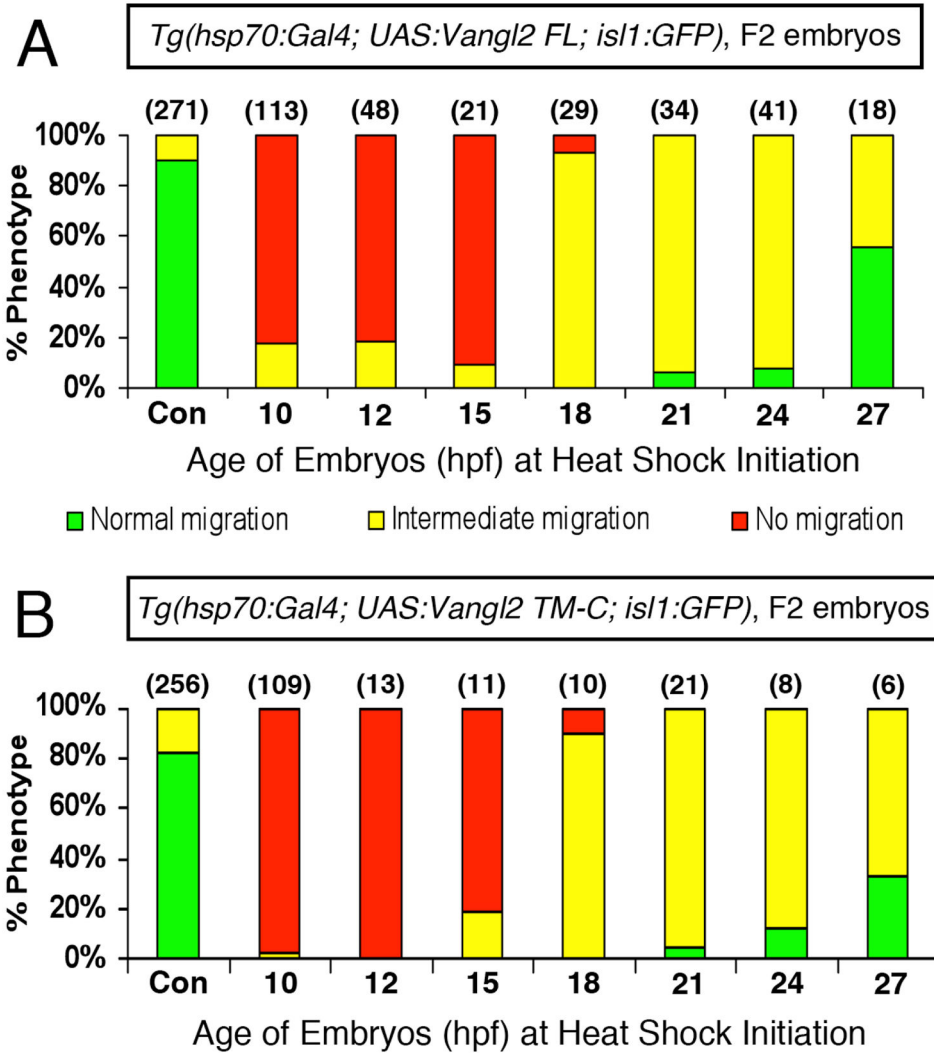 A
Tg(hsp70:Gal4; UAS:Vangl2 FL; isl1:GFP), F2 embryos
(271) (113) (48) (21) (29) (34) (41) (18)
% Phenotype
100%
80%
60%
40%
20%
0%
Con 10 12 15 18 21 24 27
Age of Embryos (hpf) at Heat Shock Initiation
Normal migration Intermediate migration No migration
B
Tg(hsp70:Gal4; UAS:Vangl2 TM-C; isl1:GFP), F2 embryos
(256) (109) (13) (11) (10) (21) (8) (6)
% Phenotype
100%
80%
60%
40%
20%
0%
Con 10 12 15 18 21 24 27
Age of Embryos (hpf) at Heat Shock Initiation